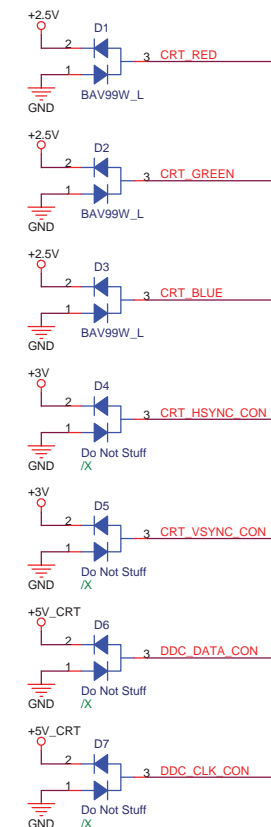 +2.5V
D1
2
3 CRT_RED
1
BAV99W_L
GND
+2.5V
D2
2
3 CRT_GREEN
1
BAV99W_L
GND
+2.5V
D3
2
3 CRT_BLUE
1
BAV99W_L
GND
+3V
D4
2
3 CRT_HSYNC_CON
1
Do Not Stuff
GND /X
+3V
D5
2
3 CRT_VSYNC_CON
1
Do Not Stuff
GND /X
+5V_CRT
D6
2
3 DDC_DATA_CON
1
Do Not Stuff
GND /X
+5V_CRT
D7
2
3 DDC_CLK_CON
1
Do Not Stuff
GND /X